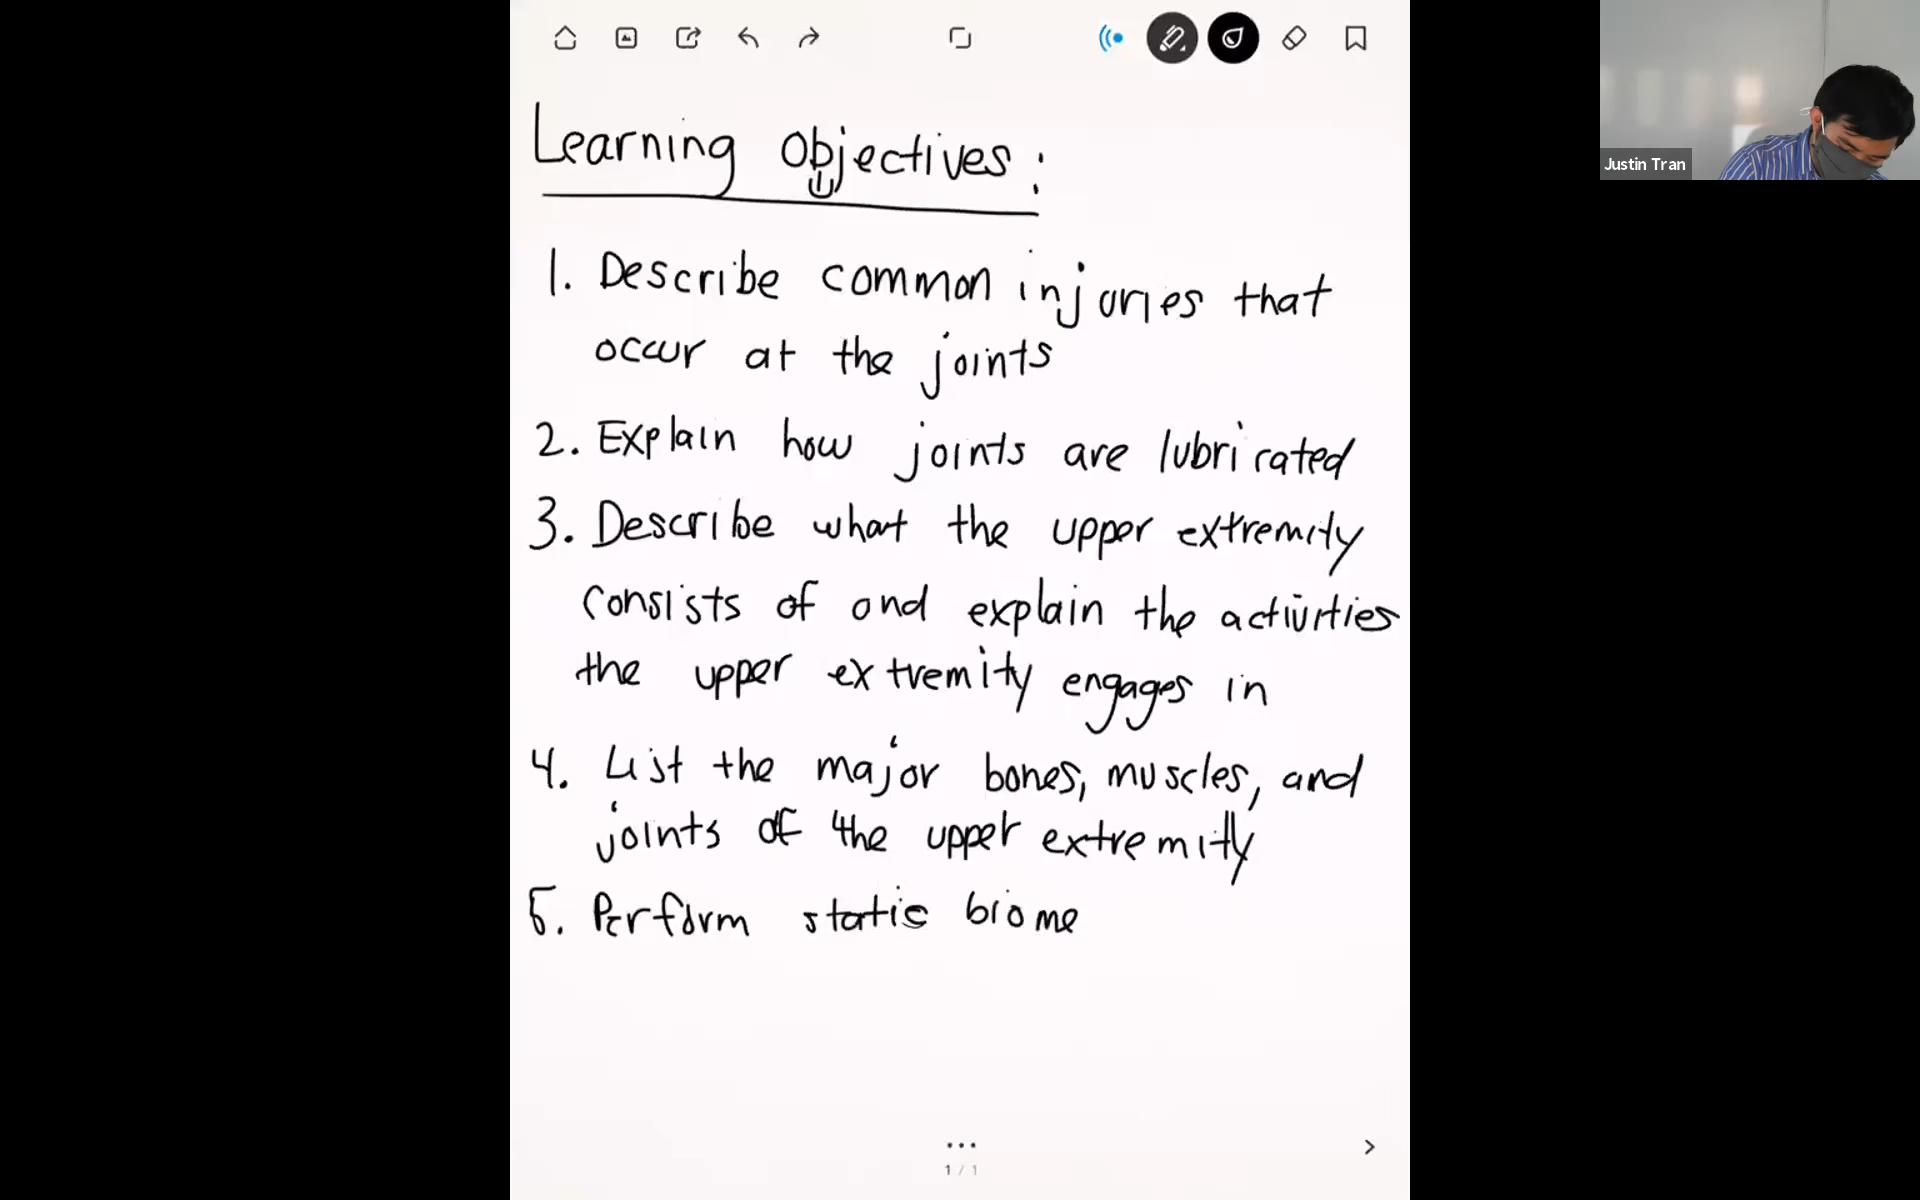 Learning Objectives:
1. Describe common injuries that
occur at the joints
2. Explain how joints are lubricated
3. Describe what the upper extremity
consists of and explain the activities
the upper extremity engages in
4. List the major bones, muscles, and
joints of the upper extremity
5. Perform static biome
1 / 1
Justin Tran